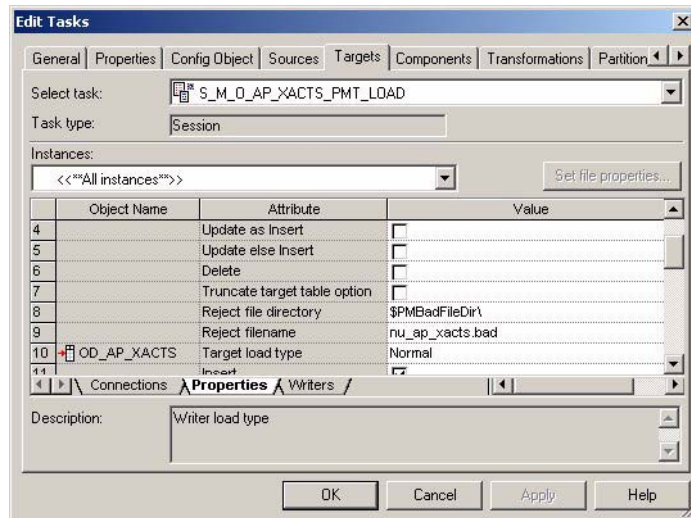 Edit Tasks
General Properties Config Object Sources Targets Components Transformations Partition
Select task: S_M_O_AP_XACTS_PMT_LOAD
Task type: Session
Instances:
<<**All instances**>> Set file properties...
Object Name Attribute Value
4 Update as Insert
5 Update else Insert
6 Delete
7 Truncate target table option
8 Reject file directory $PMBadFileDir\
9 Reject filename nu_ap_xacts.bad
10 OD_AP_XACTS Target load type Normal
11 Insert
Connections Properties Writers
Description: Writer load type
OK Cancel Apply Help